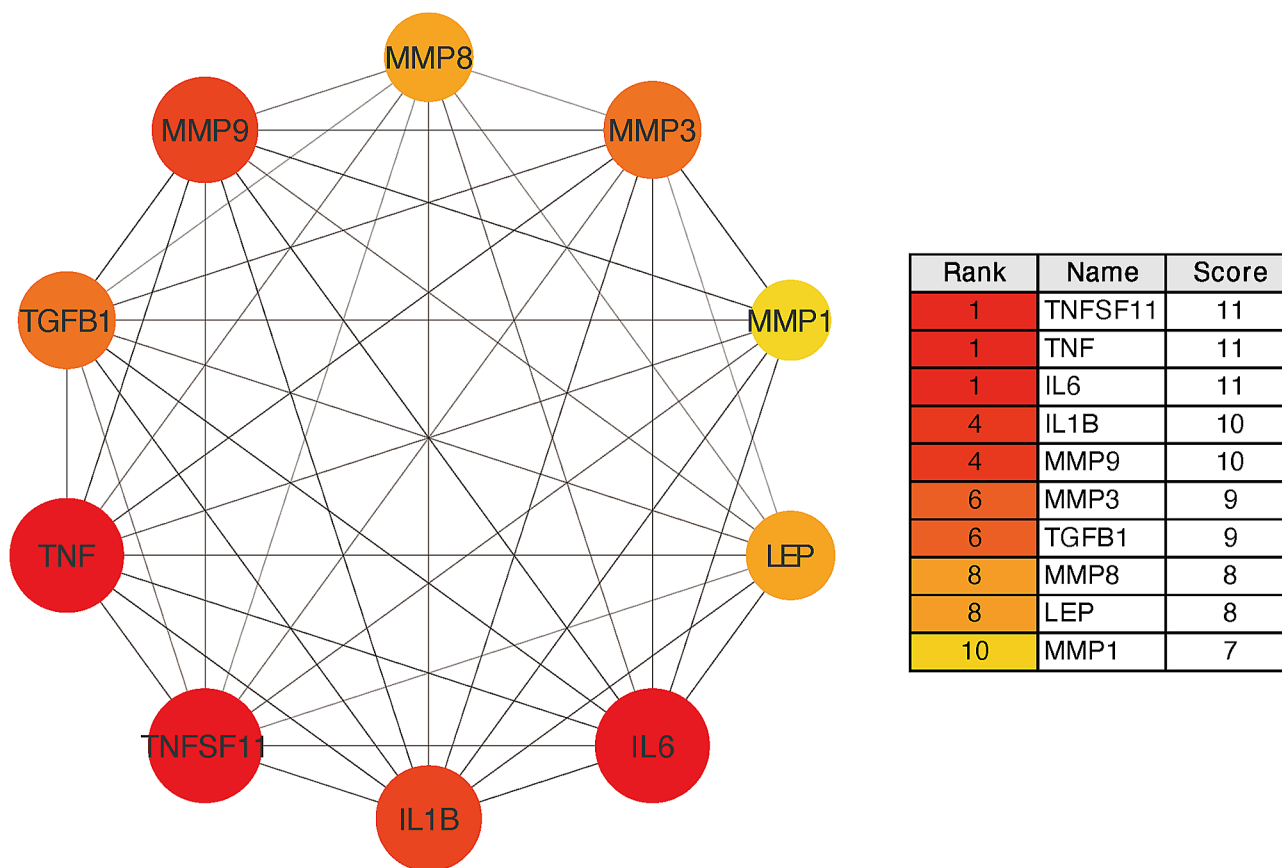 MMP8
MMP9
MMP3
TGFB1
MMP1
TNF
LEP
TNFSF11
IL6
IL1B
Rank Name Score
1 TNFSF11 11
1 TNF 11
1 IL6 11
4 IL1B 10
4 MMP9 10
6 MMP3 9
6 TGFB1 9
8 MMP8 8
8 LEP 8
10 MMP1 7